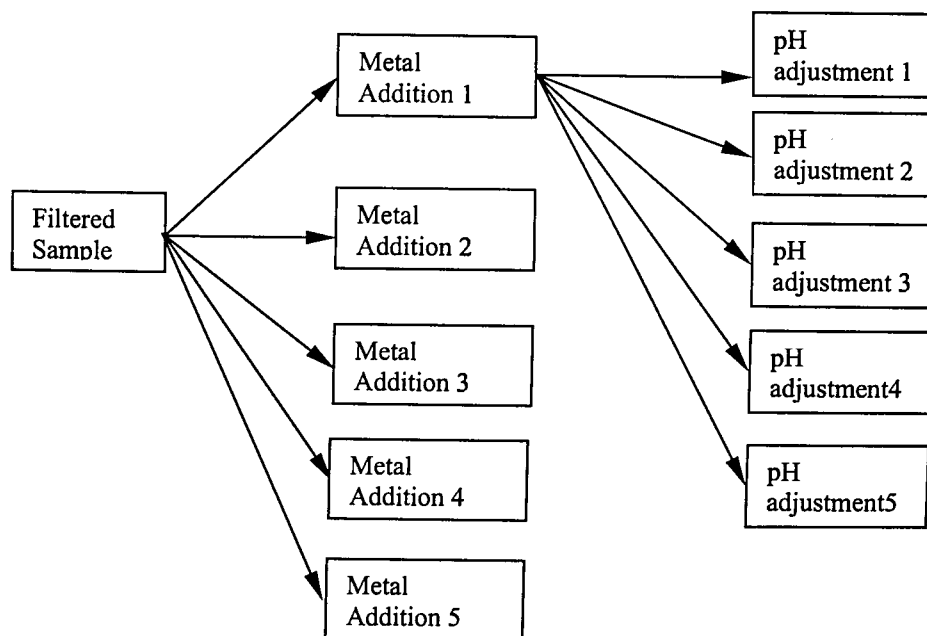 Filtered
Sample
Metal
Addition 1
Metal
Addition 2
Metal
Addition 3
Metal
Addition 4
Metal
Addition 5
pH
adjustment 1
pH
adjustment 2
pH
adjustment 3
pH
adjustment4
pH
adjustment5